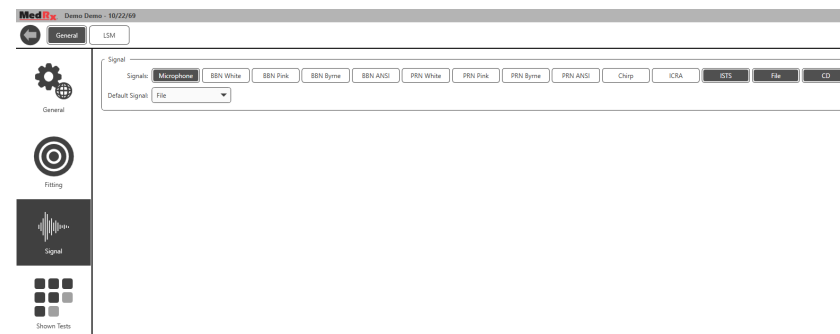 MedRx Demo Demo - 10/22/69
General LSM
Signal
Signals: Microphone BBN White BBN Pink BBN Byrne BBN ANSI PRN White PRN Pink PRN Byrne PRN ANSI Chirp ICRA ISTS File CD
Default Signal: File
General
Fitting
Signal
Shown Tests